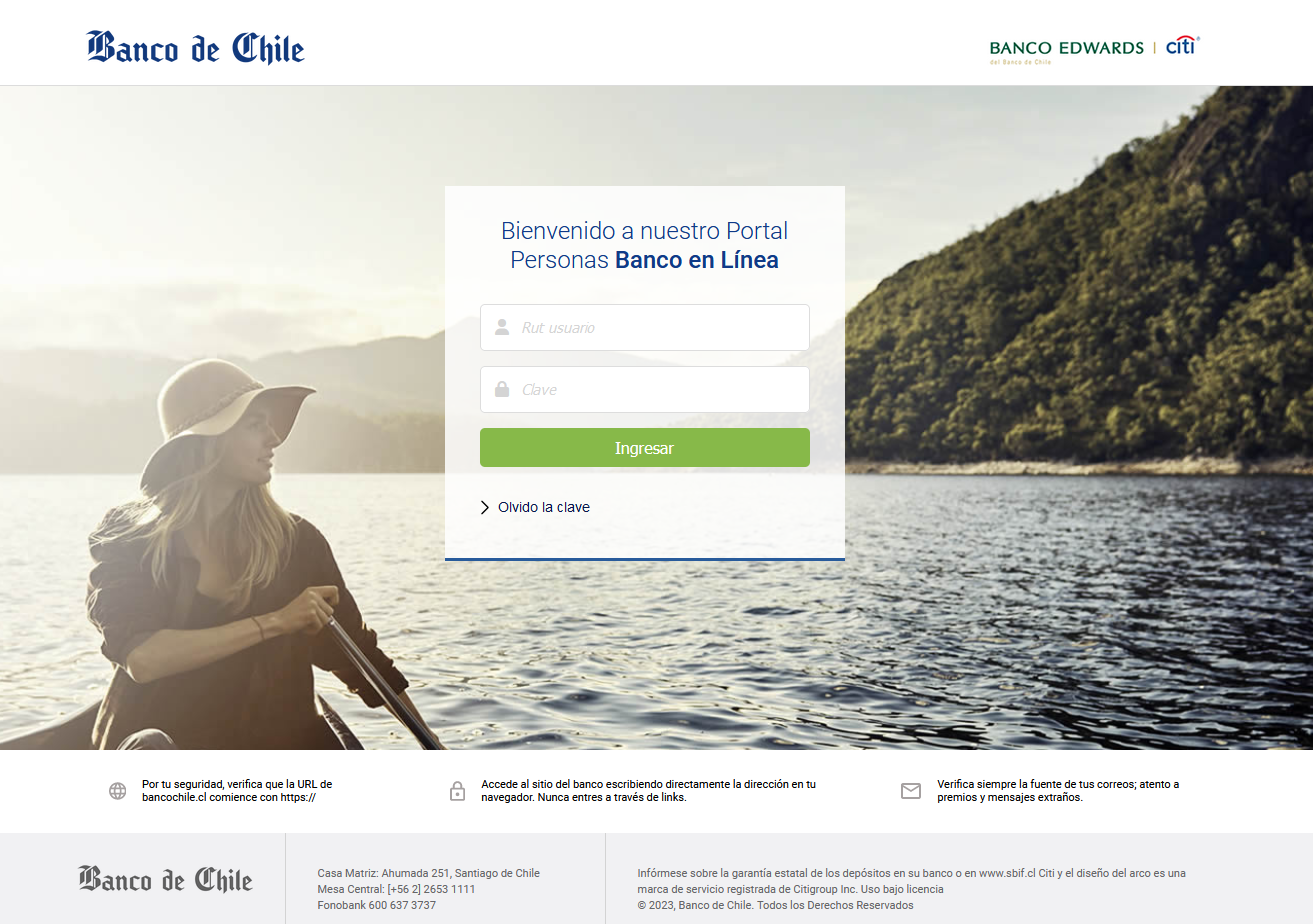 Banco de Chile
BANCO EDWARDS | citi
del Banco de Chile
Bienvenido a nuestro Portal
Personas Banco en Línea
Rut usuario
Clave
Ingresar
Olvido la clave
Por tu seguridad, verifica que la URL de
bancochile.cl comience con https://
Accede al sitio del banco escribiendo directamente la dirección en tu
navegador. Nunca entres a través de links.
Verifica siempre la fuente de tus correos; atento a
premios y mensajes extraños.
Banco de Chile
Casa Matriz: Ahumada 251, Santiago de Chile
Mesa Central: [+56 2] 2653 1111
Fonobank 600 637 3737
Infórmese sobre la garantía estatal de los depósitos en su banco o en www.sbif.cl Citi y el diseño del arco es una
marca de servicio registrada de Citigroup Inc. Uso bajo licencia
© 2023, Banco de Chile. Todos los Derechos Reservados